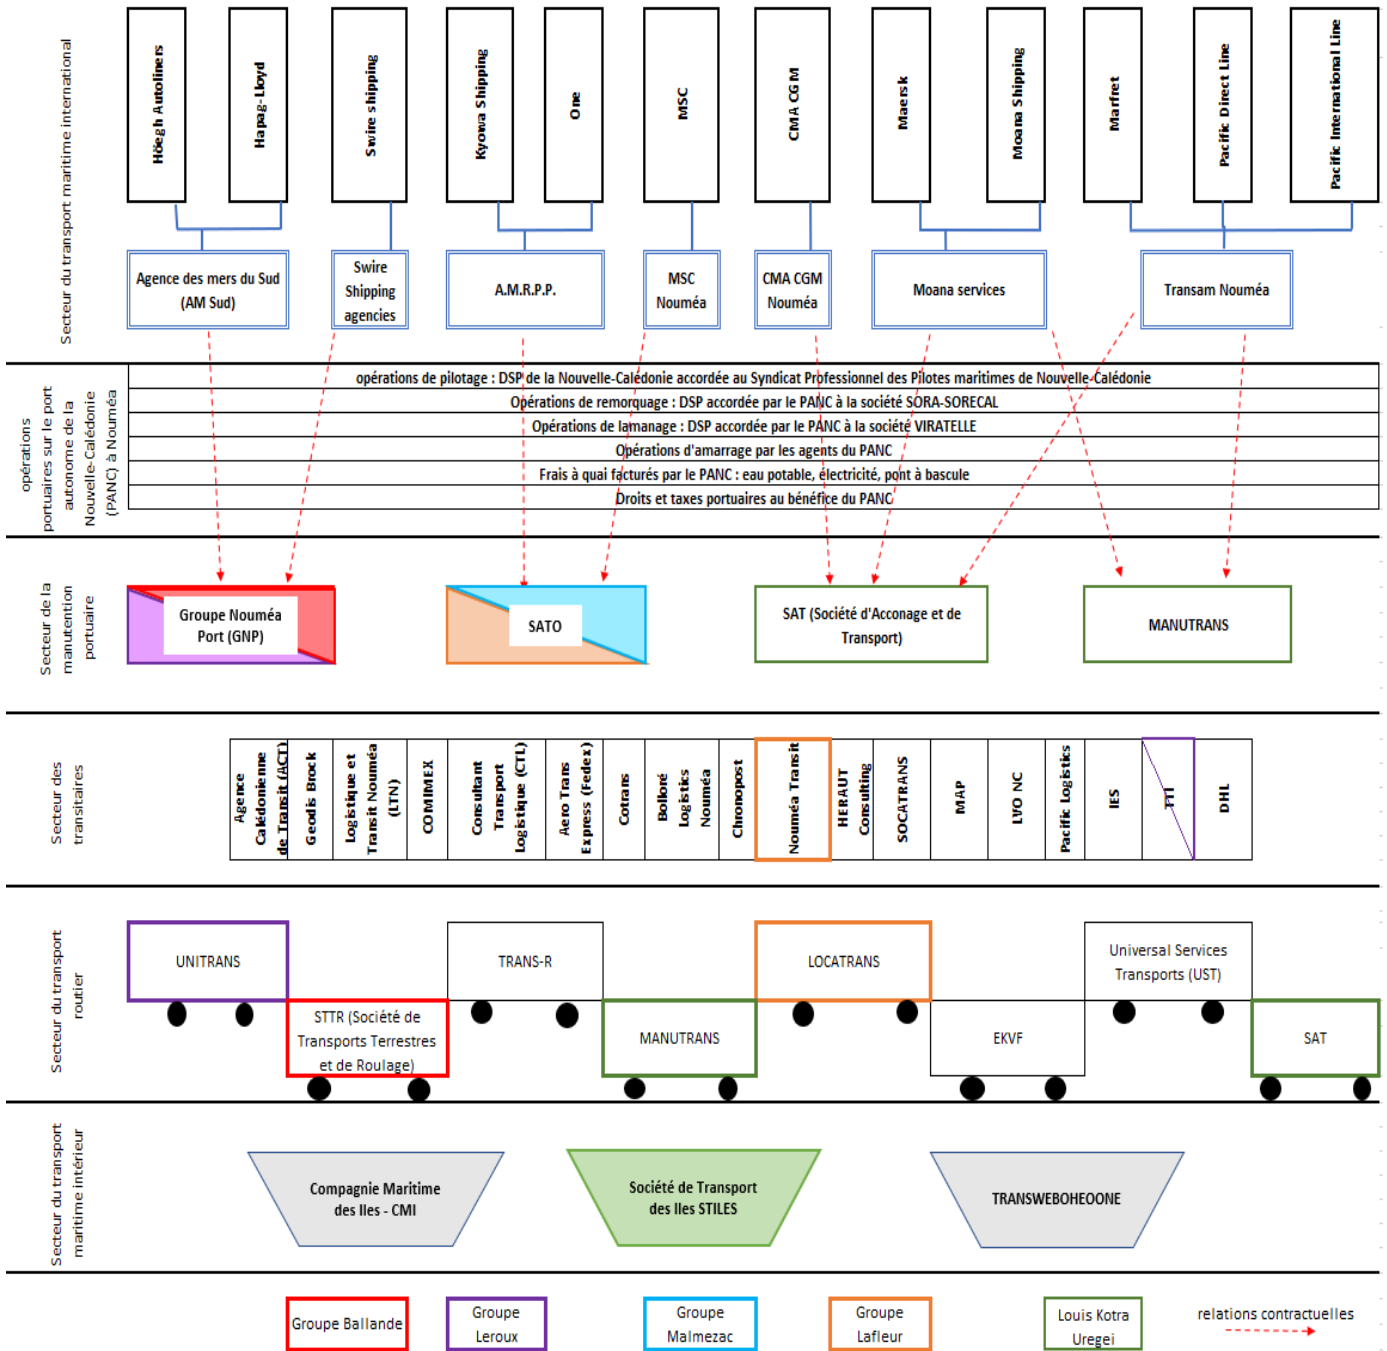 Secteur du transport maritime international
Höegh Autoliners
Hapag-Lloyd
Swire shipping
Kyowa Shipping
One
MSC
CMA CGM
Maersk
Moana Shipping
Marfret
Pacific Direct Line
Pacific International Line
Agence des mers du Sud
(AM Sud)
Swire
Shipping
agencies
A.M.R.P.P.
MSC
Nouméa
CMA CGM
Nouméa
Moana services
Transam Nouméa
opérations
portuaires sur le port
autonome de la
Nouvelle-Calédonie
(PANC) à Nouméa
opérations de pilotage : DSP de la Nouvelle-Calédonie accordée au Syndicat Professionnel des Pilotes maritimes de Nouvelle-Calédonie
Opérations de remorquage : DSP accordée par le PANC à la société SORA-SORECAL
Opérations de lamanage : DSP accordée par le PANC à la société VIRATELLE
Opérations d'amarrage par les agents du PANC
Frais à quai facturés par le PANC : eau potable, électricité, pont à bascule
Droits et taxes portuaires au bénéfice du PANC
Secteur de la
manutention
portuaire
Groupe Nouméa
Port (GNP)
SATO
SAT (Société d'Acconage et de
Transport)
MANUTRANS
Secteur des
transitaires
Agence
Calédonienne
de Transit (ACT)
Geodis Brock
Logistique et
Transit Nouméa
(LTN)
COMIMEX
Consultant
Transport
Logistique (CTL)
Aero Trans
Express (Fedex)
Cotrans
Bolloré
Logistics
Nouméa
Chronopost
Nouméa Transit
HERAUT
Consulting
SOCATRANS
MAP
LVO NC
Pacific Logistics
IES
TTI
DHL
Secteur du transport
routier
UNITRANS
STTR (Société de
Transports Terrestres
et de Roulage)
TRANS-R
MANUTRANS
LOCATRANS
EKVF
Universal Services
Transports (UST)
SAT
Secteur du transport
maritime intérieur
Compagnie Maritime
des Iles - CMI
Société de Transport
des Iles STILES
TRANSWEBOHEOONE
Groupe Ballande
Groupe
Leroux
Groupe
Malmezac
Groupe
Lafleur
Louis Kotra
Uregei
relations contractuelles